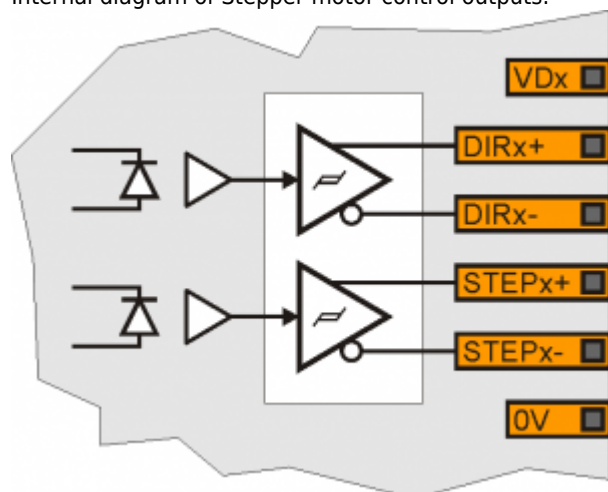 Internal diagram of Stepper motor control outputs:
VDx
DIRx+
DIRx-
STEPx+
STEPx-
0V